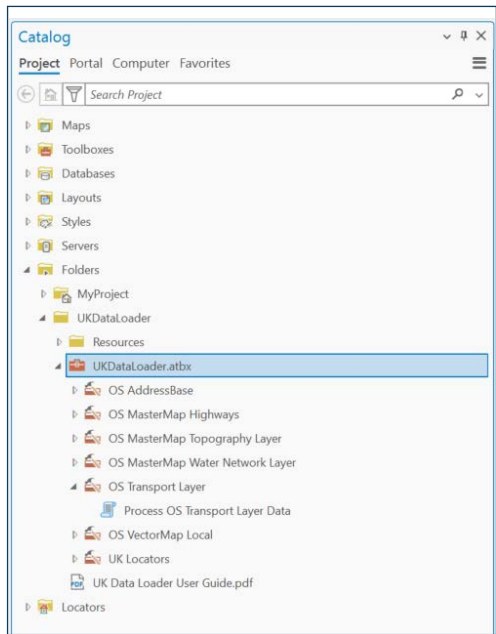 Catalog
Project Portal Computer Favorites
Search Project
Maps
Toolboxes
Databases
Layouts
Styles
Servers
Folders
MyProject
UKDataLoader
Resources
UKDataLoader.atbx
OS AddressBase
OS MasterMap Highways
OS MasterMap Topography Layer
OS MasterMap Water Network Layer
OS Transport Layer
Process OS Transport Layer Data
OS VectorMap Local
UK Locators
UK Data Loader User Guide.pdf
Locators